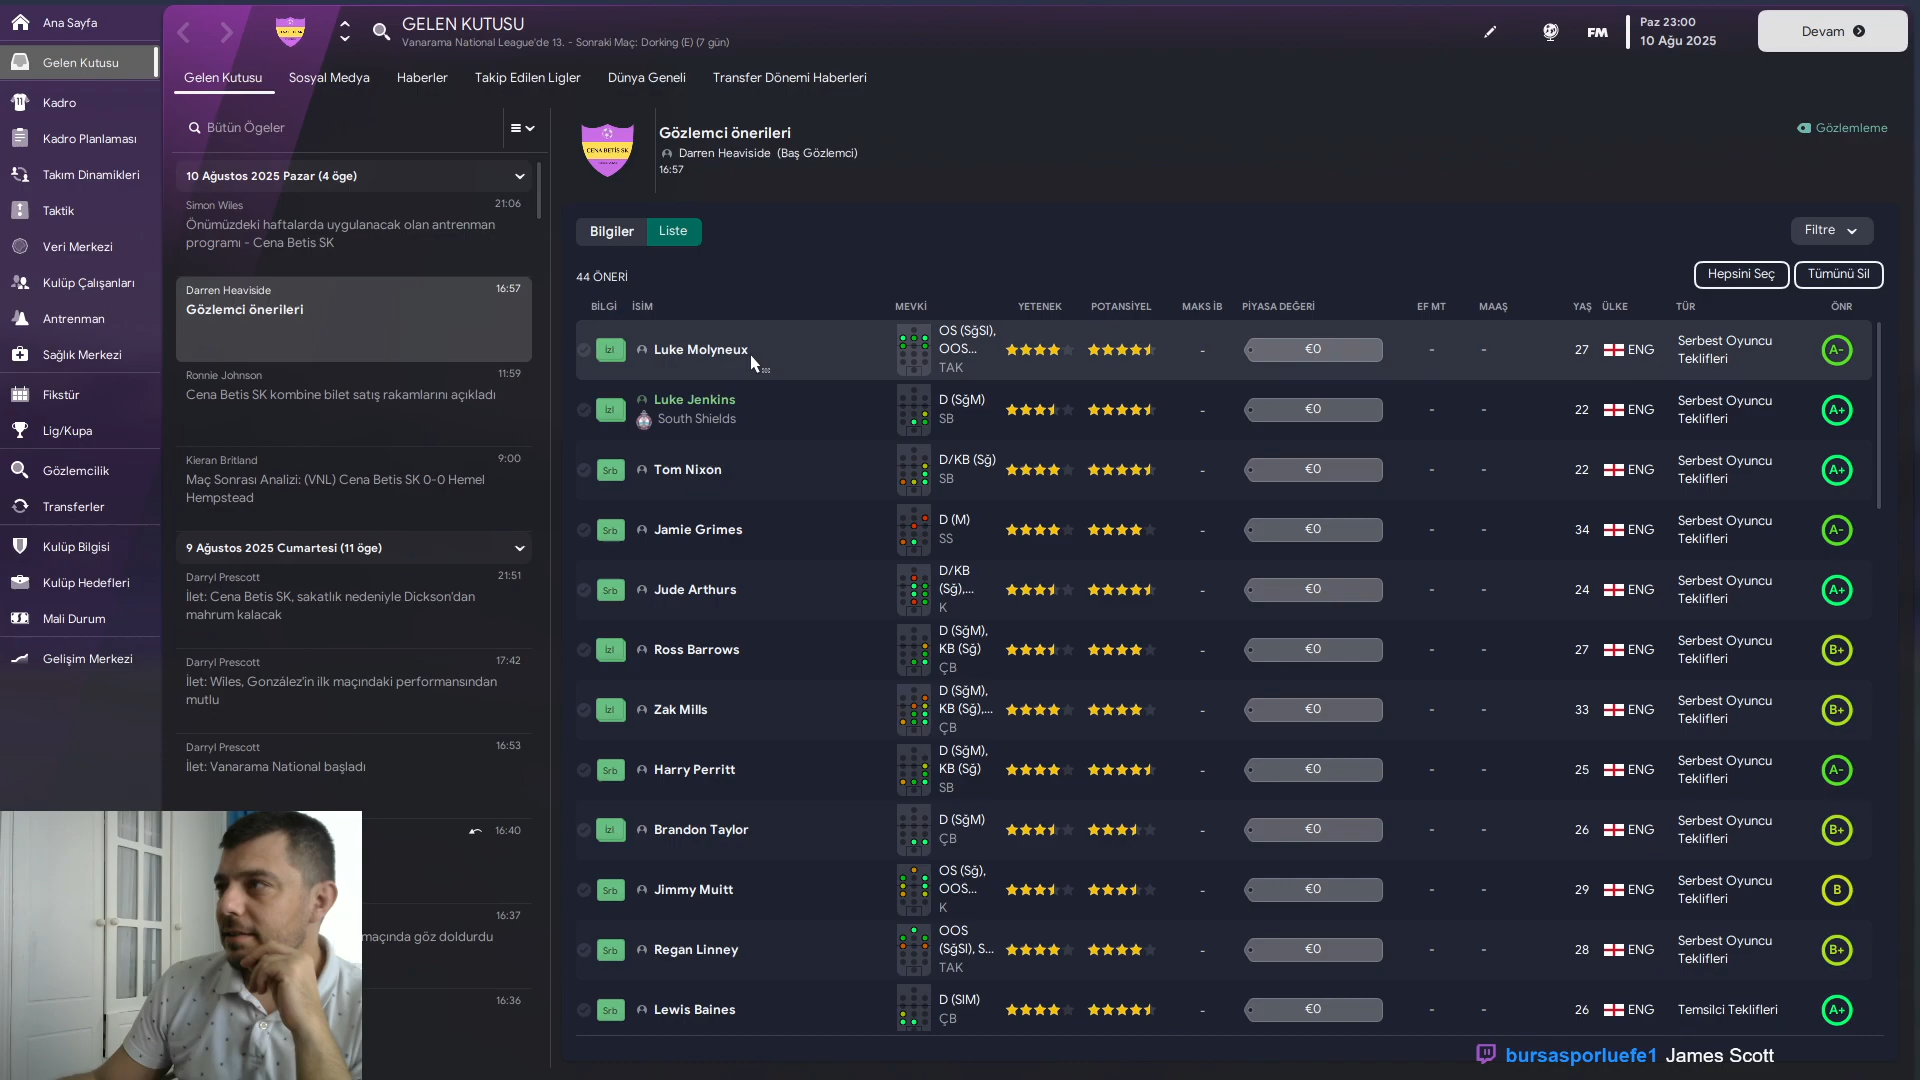 Ana Sayfa
Gelen Kutusu
Kadro
Kadro Planlaması
Takım Dinamikleri
Taktik
Veri Merkezi
Kulüp Çalışanları
Antrenman
Sağlık Merkezi
Fikstür
Lig/Kupa
Gözlemcilik
Transferler
Kulüp Bilgisi
Kulüp Hedefleri
Mali Durum
Gelişim Merkezi
GELEN KUTUSU
Vanarama National League'de 13. - Sonraki Maç: Dorking (E) (7 gün)
FM
Paz 23:00
10 Ağu 2025
Devam
Gelen Kutusu Sosyal Medya Haberler Takip Edilen Ligler Dünya Geneli Transfer Dönemi Haberleri
Bütün Ögeler
10 Ağustos 2025 Pazar (4 öge)
Simon Wiles 21:06
Önümüzdeki haftalarda uygulanacak olan antrenman
programı - Cena Betis SK
Darren Heaviside 16:57
Gözlemci önerileri
Ronnie Johnson 11:59
Cena Betis SK kombine bilet satış rakamlarını açıkladı
Kieran Britland 9:00
Maç Sonrası Analizi: (VNL) Cena Betis SK 0-0 Hemel
Hempstead
9 Ağustos 2025 Cumartesi (11 öge)
Darryl Prescott 21:51
İlet: Cena Betis SK, sakatlık nedeniyle Dickson'dan
mahrum kalacak
Darryl Prescott 17:42
İlet: Wiles, González'in ilk maçındaki performansından
mutlu
Darryl Prescott 16:53
İlet: Vanarama National başladı
16:40
16:37
maçında göz doldurdu
16:36
CENA BETİS SK
Gözlemci önerileri
Darren Heaviside (Baş Gözlemci)
16:57
Gözlemleme
Bilgiler Liste
Filtre
44 ÖNERİ
Hepsini Seç Tümünü Sil
BİLGİ İSİM MEVKİ YETENEK POTANSİYEL MAKS İB PİYASA DEĞERİ EF MT MAAŞ YAŞ ÜLKE TÜR ÖNR
İzl Luke Molyneux OS (SğSl), OOS... TAK - €0 - - 27 ENG Serbest Oyuncu Teklifleri A-
İzl Luke Jenkins South Shields D (SğM) SB - €0 - - 22 ENG Serbest Oyuncu Teklifleri A+
Srb Tom Nixon D/KB (Sğ) SB - €0 - - 22 ENG Serbest Oyuncu Teklifleri A+
Srb Jamie Grimes D (M) SS - €0 - - 34 ENG Serbest Oyuncu Teklifleri A-
Srb Jude Arthurs D/KB (Sğ),... K - €0 - - 24 ENG Serbest Oyuncu Teklifleri A+
İzl Ross Barrows D (SğM), KB (Sğ) ÇB - €0 - - 27 ENG Serbest Oyuncu Teklifleri B+
İzl Zak Mills D (SğM), KB (Sğ),... ÇB - €0 - - 33 ENG Serbest Oyuncu Teklifleri B+
Srb Harry Perritt D (SğM), KB (Sğ) SB - €0 - - 25 ENG Serbest Oyuncu Teklifleri A-
İzl Brandon Taylor D (SğM) ÇB - €0 - - 26 ENG Serbest Oyuncu Teklifleri B+
Srb Jimmy Muitt OS (Sğ), OOS... K - €0 - - 29 ENG Serbest Oyuncu Teklifleri B
Srb Regan Linney OOS (SğSl), S... TAK - €0 - - 28 ENG Serbest Oyuncu Teklifleri B+
Srb Lewis Baines D (SlM) ÇB - €0 - - 26 ENG Temsilci Teklifleri A+
bursasporluefe1 James Scott